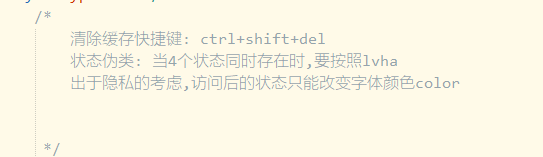 /*
清除缓存快捷键: ctrl+shift+del
状态伪类: 当4个状态同时存在时,要按照lvha
出于隐私的考虑,访问后的状态只能改变字体颜色color
*/